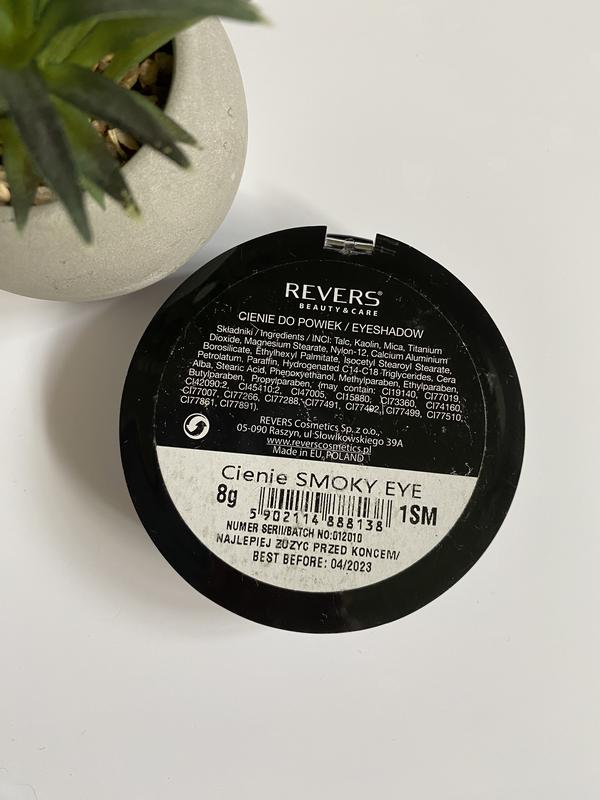 REVERS®
BEAUTY & CARE
CIENIE DO POWIEK / EYESHADOW
Składniki / Ingredients / INCI: Talc, Kaolin, Mica, Titanium
Dioxide, Magnesium Stearate, Nylon-12, Calcium Aluminum
Borosilicate, Ethylhexyl Palmitate, Isocetyl Stearoyl Stearate,
Petrolatum, Paraffin, Hydrogenated C14-C18 Triglycerides, Cera
Alba, Stearic Acid, Phenoxyethanol, Methylparaben, Ethylparaben,
Butylparaben, Propylparaben, (may contain: CI19140, CI77019,
CI42090:2, CI45410:2, CI47005, CI15880, CI73360, CI74160,
CI77007, CI77266, CI77288, CI77491, CI77492, CI77499, CI77510,
CI77861, CI77891).
REVERS Cosmetics Sp. z o.o.,
05-090 Raszyn, ul Słowikowskiego 39A
www.reverscosmetics.pl
Made in EU, POLAND
Cienie SMOKY EYE
8g
5 902114 888138
1SM
NUMER SERII/BATCH NO:012010
NAJLEPIEJ ZUZYC PRZED KONCEM/
BEST BEFORE: 04/2023